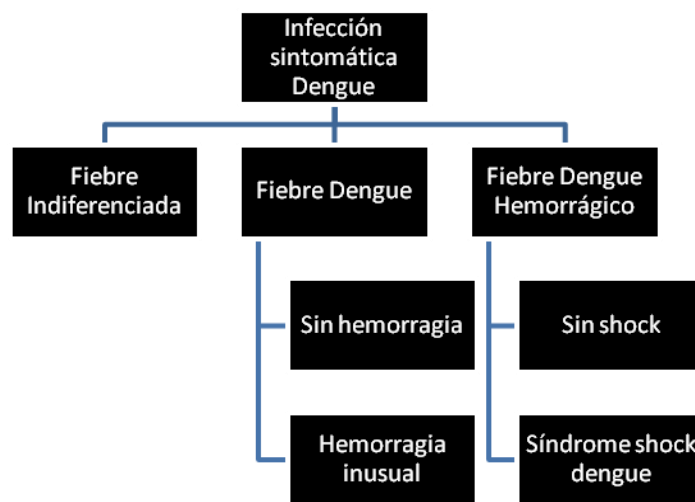 Infección
sintomática
Dengue
Fiebre
Indiferenciada
Fiebre Dengue
Fiebre Dengue
Hemorrágico
Sin hemorragia
Sin shock
Hemorragia
inusual
Síndrome shock
dengue